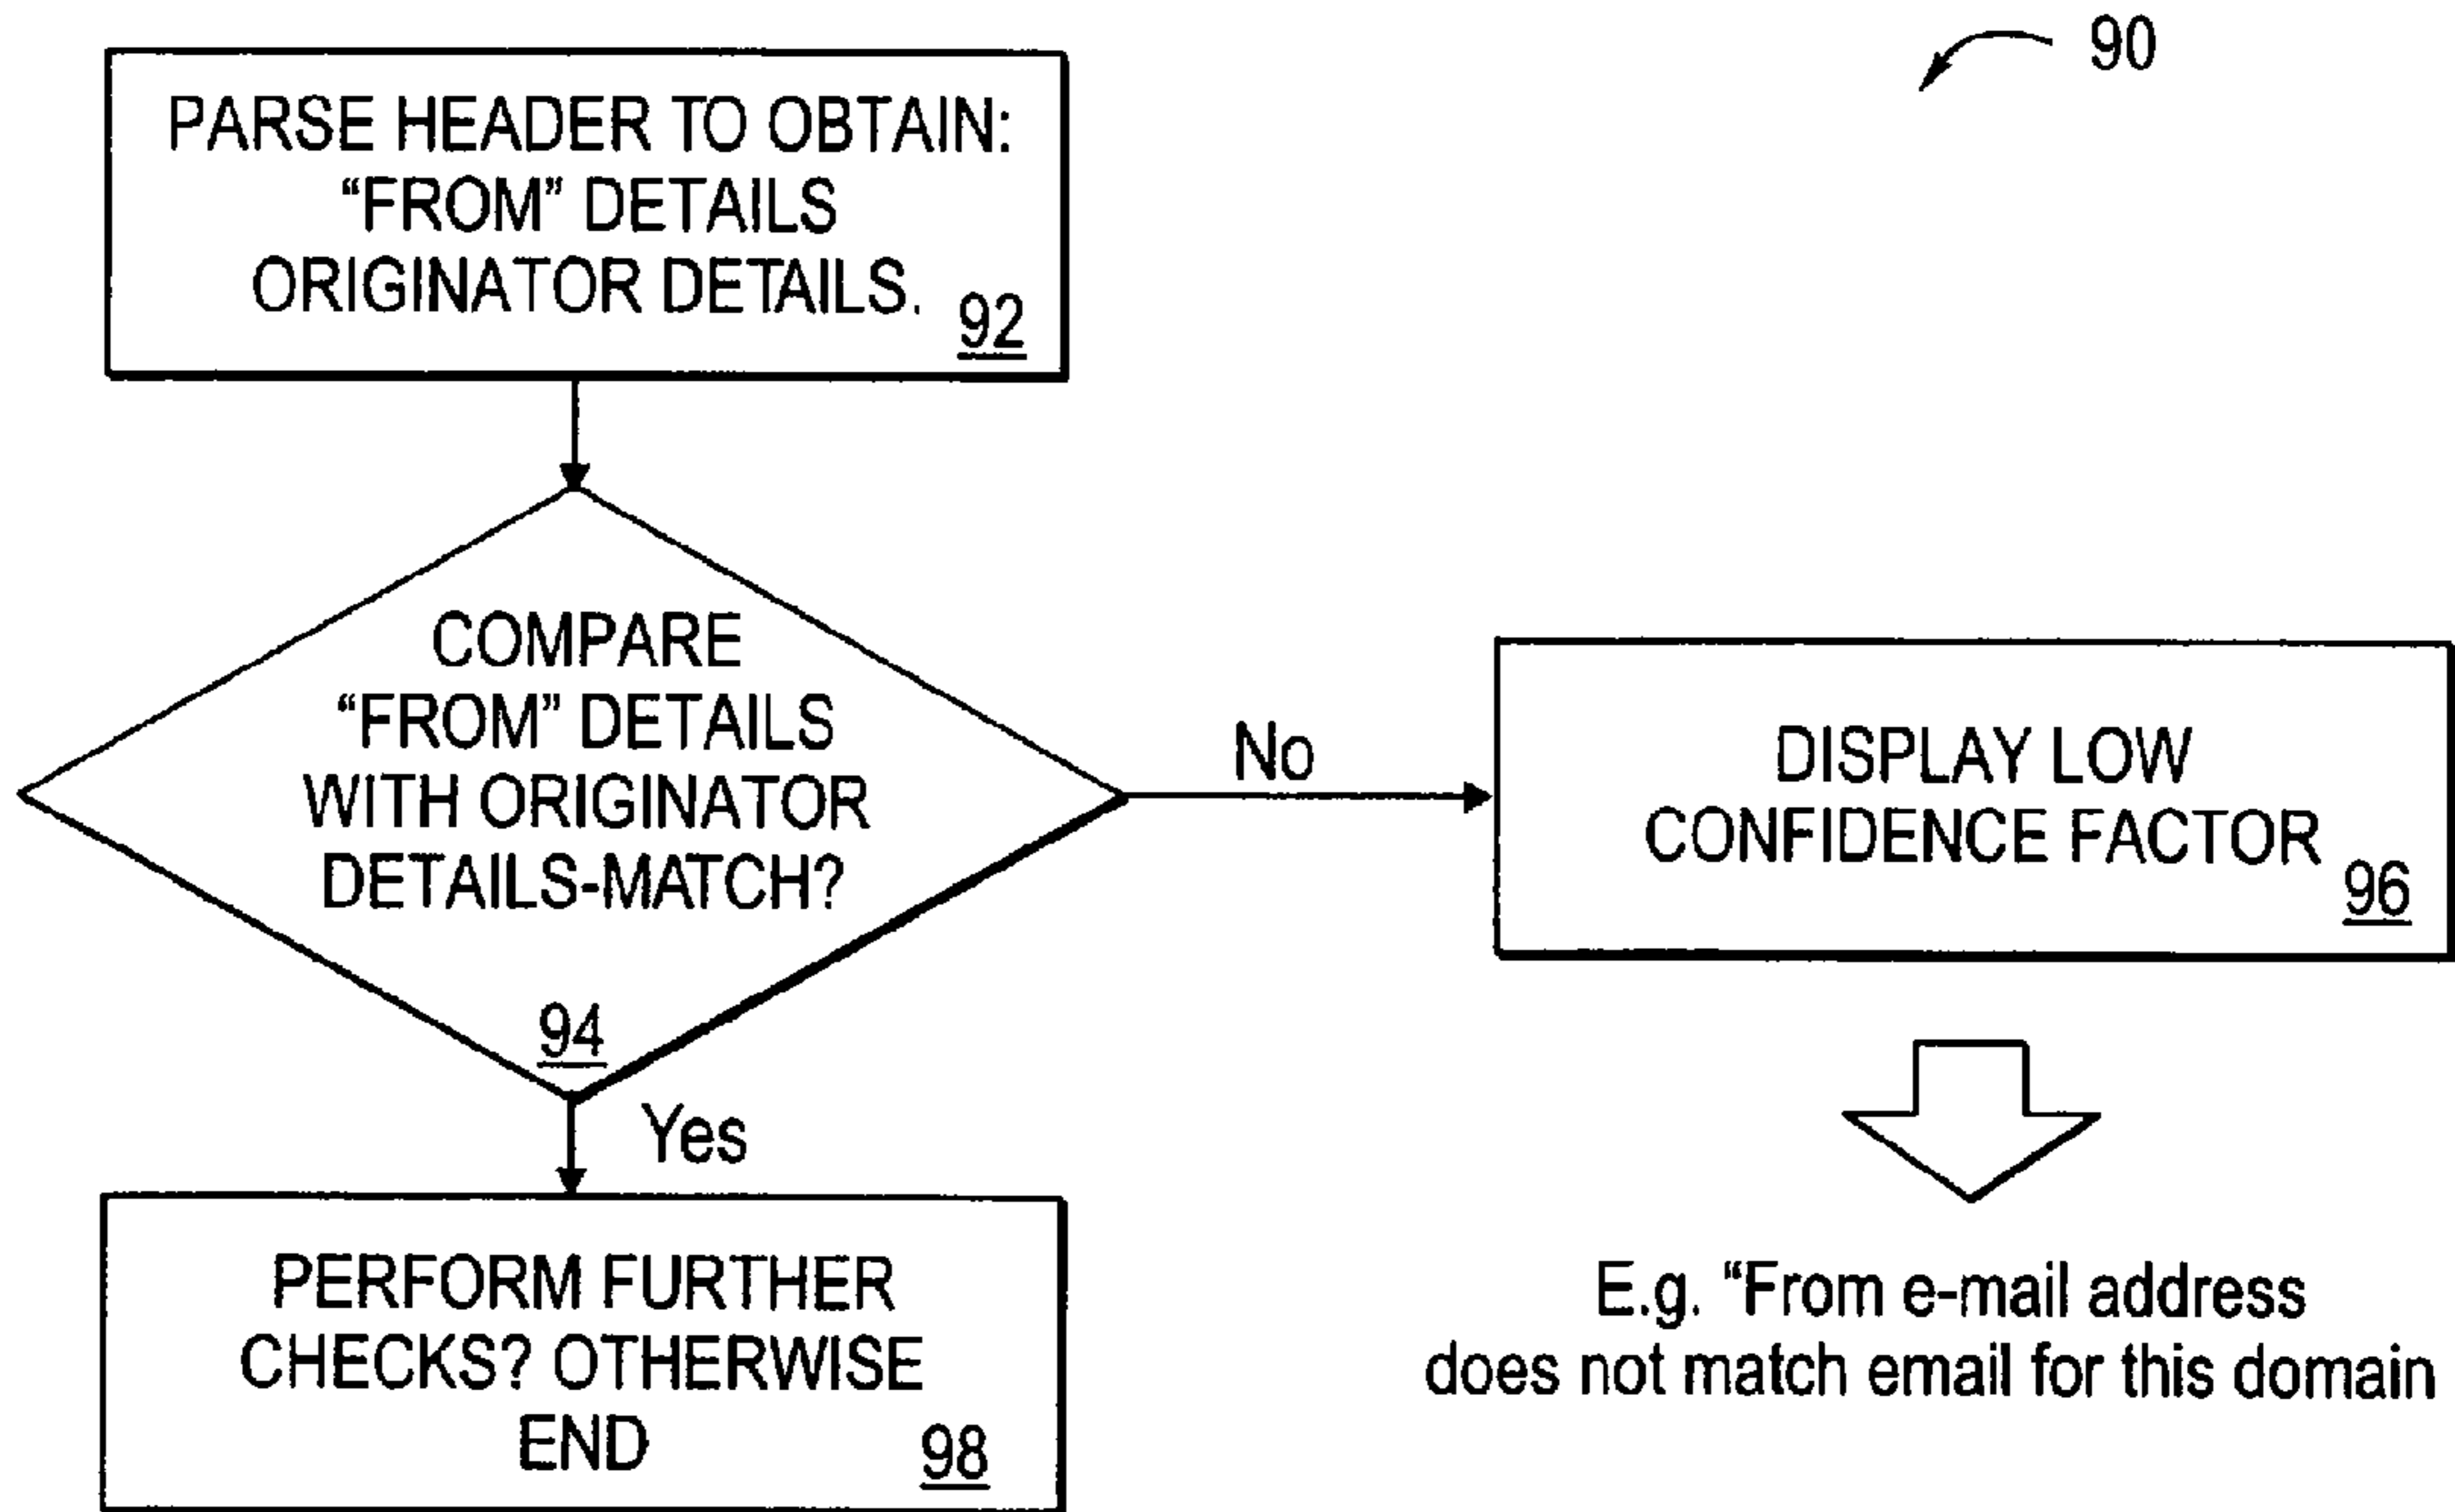 90
PARSE HEADER TO OBTAIN:
“FROM” DETAILS
ORIGINATOR DETAILS.
92
COMPARE
“FROM” DETAILS
WITH ORIGINATOR
DETAILS-MATCH?
94
No
DISPLAY LOW
CONFIDENCE FACTOR
96
Yes
PERFORM FURTHER
CHECKS? OTHERWISE
END
98
E.g. “From e-mail address
does not match email for this domain